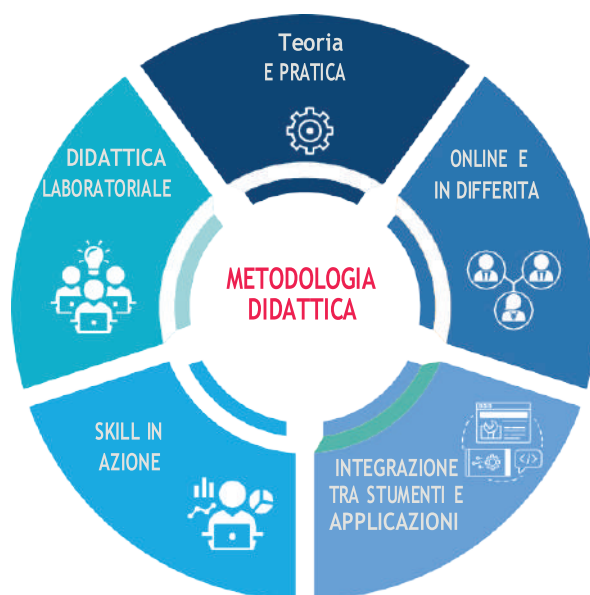 Teoria
E PRATICA
ONLINE E
IN DIFFERITA
INTEGRAZIONE
TRA STUMENTI E
APPLICAZIONI
SKILL IN
AZIONE
DIDATTICA
LABORATORIALE
METODOLOGIA
DIDATTICA